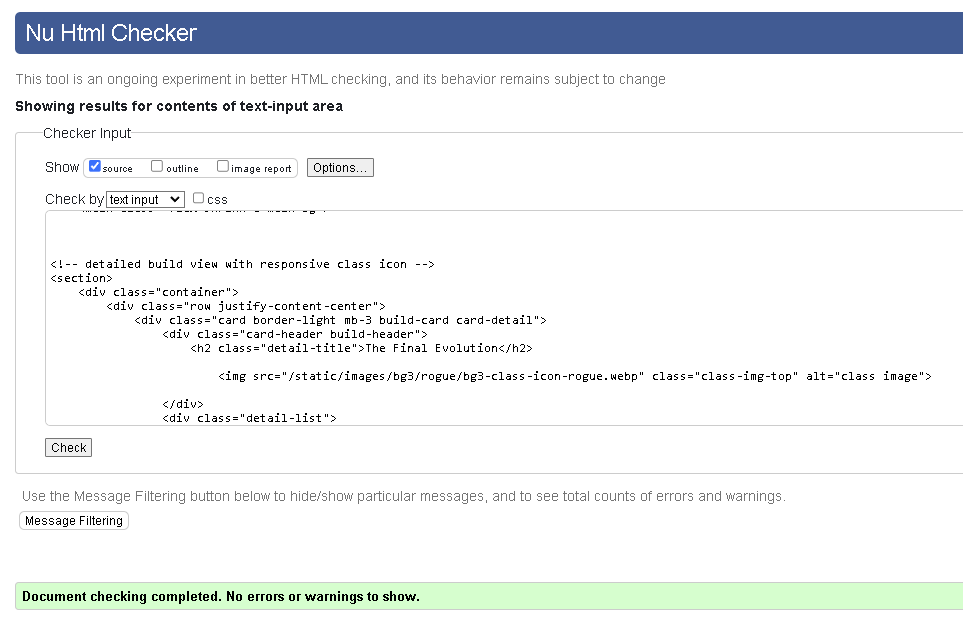 Nu Html Checker
This tool is an ongoing experiment in better HTML checking, and its behavior remains subject to change
Showing results for contents of text-input area
Checker Input
Show source outline image report Options...
Check by text input css
<!-- detailed build view with responsive class icon -->
<section>
<div class="container">
<div class="row justify-content-center">
<div class="card border-light mb-3 build-card card-detail">
<div class="card-header build-header">
<h2 class="detail-title">The Final Evolution</h2>
<img src="/static/images/bg3/rogue/bg3-class-icon-rogue.webp" class="class-img-top" alt="class image">
</div>
<div class="detail-list">
Check
Use the Message Filtering button below to hide/show particular messages, and to see total counts of errors and warnings.
Message Filtering
Document checking completed. No errors or warnings to show.